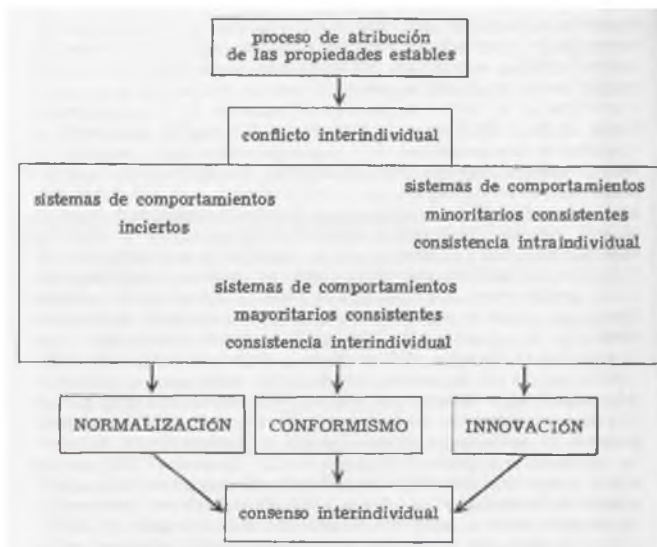 proceso de atribución
de las propiedades estables
conflicto interindividual
sistemas de comportamientos
inciertos
sistemas de comportamientos
minoritarios consistentes
consistencia intraindividual
sistemas de comportamientos
mayoritarios consistentes
consistencia interindividual
NORMALIZACIÓN
CONFORMISMO
INNOVACIÓN
consenso interindividual